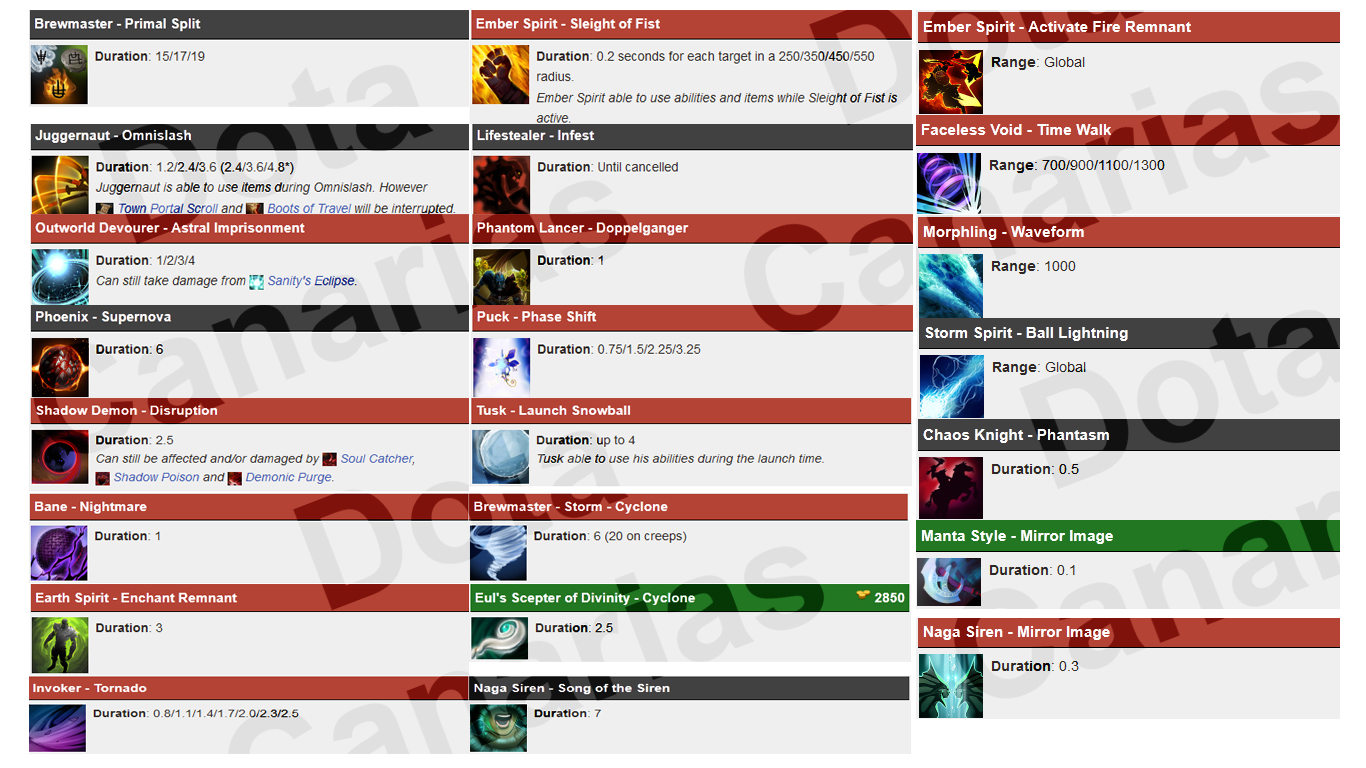 Brewmaster - Primal Split
Duration: 15/17/19
Juggernaut - Omnislash
Duration: 1.2/2.4/3.6 (2.4/3.6/4.8*)
Juggernaut is able to use items during Omnislash. However
Town Portal Scroll and Boots of Travel will be interrupted.
Outworld Devourer - Astral Imprisonment
Duration: 1/2/3/4
Can still take damage from Sanity's Eclipse.
Phoenix - Supernova
Duration: 6
Shadow Demon - Disruption
Duration: 2.5
Can still be affected and/or damaged by Soul Catcher,
Shadow Poison and Demonic Purge.
Bane - Nightmare
Duration: 1
Earth Spirit - Enchant Remnant
Duration: 3
Invoker - Tornado
Duration: 0.8/1.1/1.4/1.7/2.0/2.3/2.5
Ember Spirit - Sleight of Fist
Duration: 0.2 seconds for each target in a 250/350/450/550
radius.
Ember Spirit able to use abilities and items while Sleight of Fist is
active.
Lifestealer - Infest
Duration: Until cancelled
Phantom Lancer - Doppelganger
Duration: 1
Puck - Phase Shift
Duration: 0.75/1.5/2.25/3.25
Tusk - Launch Snowball
Duration: up to 4
Tusk able to use his abilities during the launch time.
Brewmaster - Storm - Cyclone
Duration: 6 (20 on creeps)
Eul's Scepter of Divinity - Cyclone 2850
Duration: 2.5
Naga Siren - Song of the Siren
Duration: 7
Ember Spirit - Activate Fire Remnant
Range: Global
Faceless Void - Time Walk
Range: 700/900/1100/1300
Morphling - Waveform
Range: 1000
Storm Spirit - Ball Lightning
Range: Global
Chaos Knight - Phantasm
Duration: 0.5
Manta Style - Mirror Image
Duration: 0.1
Naga Siren - Mirror Image
Duration: 0.3
Dota
Canarias
Dota
Canarias
Dota
Canarias
Dota
Canar